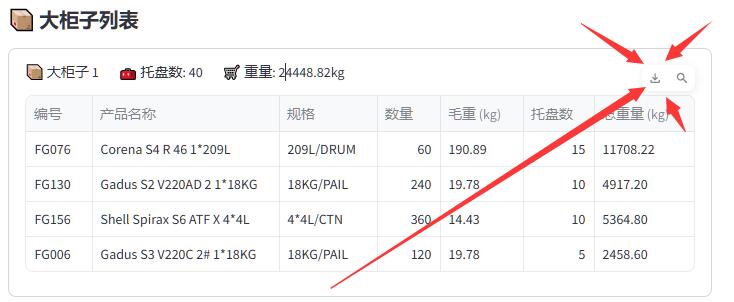 大柜子列表
大柜子 1 托盘数: 40 重量: 24448.82kg
编号 产品名称 规格 数量 毛重 (kg) 托盘数 总重量 (kg)
FG076 Corena S4 R 46 1*209L 209L/DRUM 60 190.89 15 11708.22
FG130 Gadus S2 V220AD 2 1*18KG 18KG/PAIL 240 19.78 10 4917.20
FG156 Shell Spirax S6 ATF X 4*4L 4*4L/CTN 360 14.43 10 5364.80
FG006 Gadus S3 V220C 2# 1*18KG 18KG/PAIL 120 19.78 5 2458.60